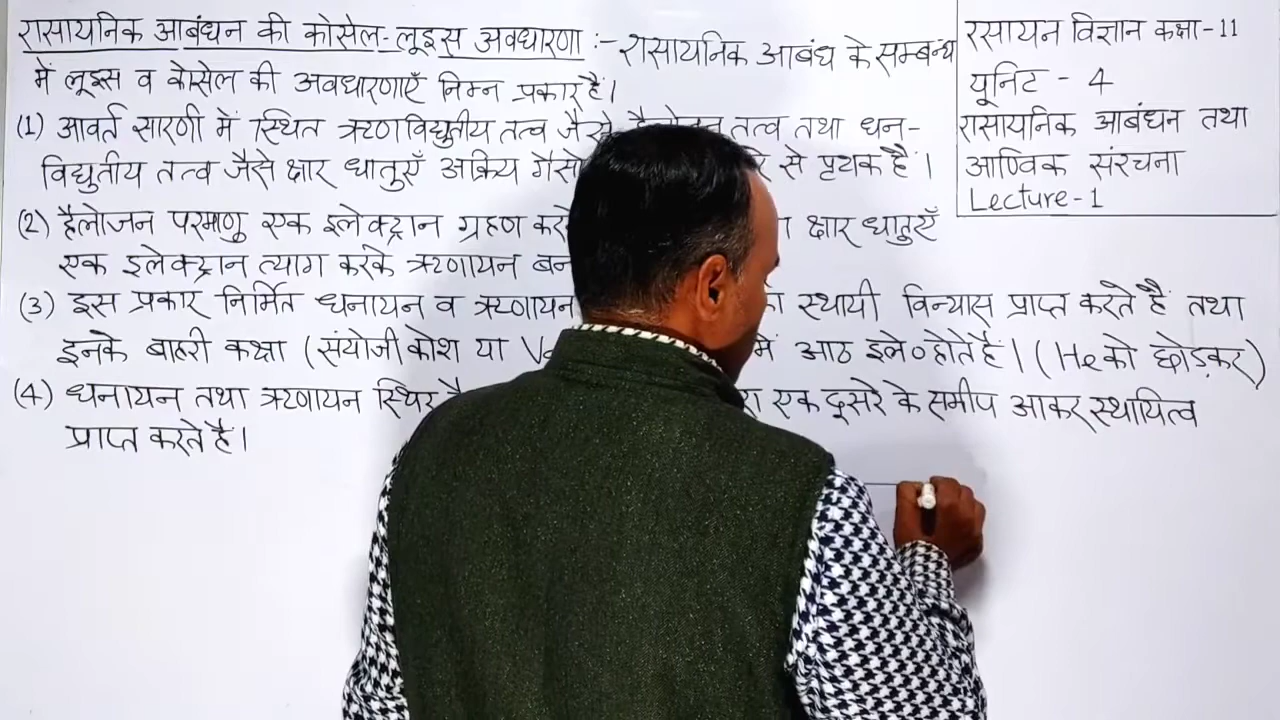 रासायनिक आबंधन की कोसेल-लूइस अवधारणा :- रासायनिक आबंध के सम्बन्ध
में लूइस व कोसेल की अवधारणाएँ निम्न प्रकार हैं।
(1) आवर्त सारणी में स्थित ऋणविद्युतीय तत्व जैसे तत्व तथा धन-
विद्युतीय तत्व जैसे क्षार धातुएँ अक्रिय से पृथक है।
(2) हैलोजन परमाणु एक इलेक्ट्रान ग्रहण क्षार धातुएँ
एक इलेक्ट्रान त्याग करके ऋणायन
(3) इस प्रकार निर्मित धनायन व ऋणायन स्थायी विन्यास प्राप्त करते हैं तथा
इनके बाहरी कक्षा (संयोजी कोश या में आठ इले० होते है। (He को छोड़कर)
(4) धनायन तथा ऋणायन स्थिर एक दूसरे के समीप आकर स्थायित्व
प्राप्त करते है।
रसायन विज्ञान कक्षा-11
यूनिट - 4
रासायनिक आबंधन तथा
आण्विक संरचना
Lecture-1